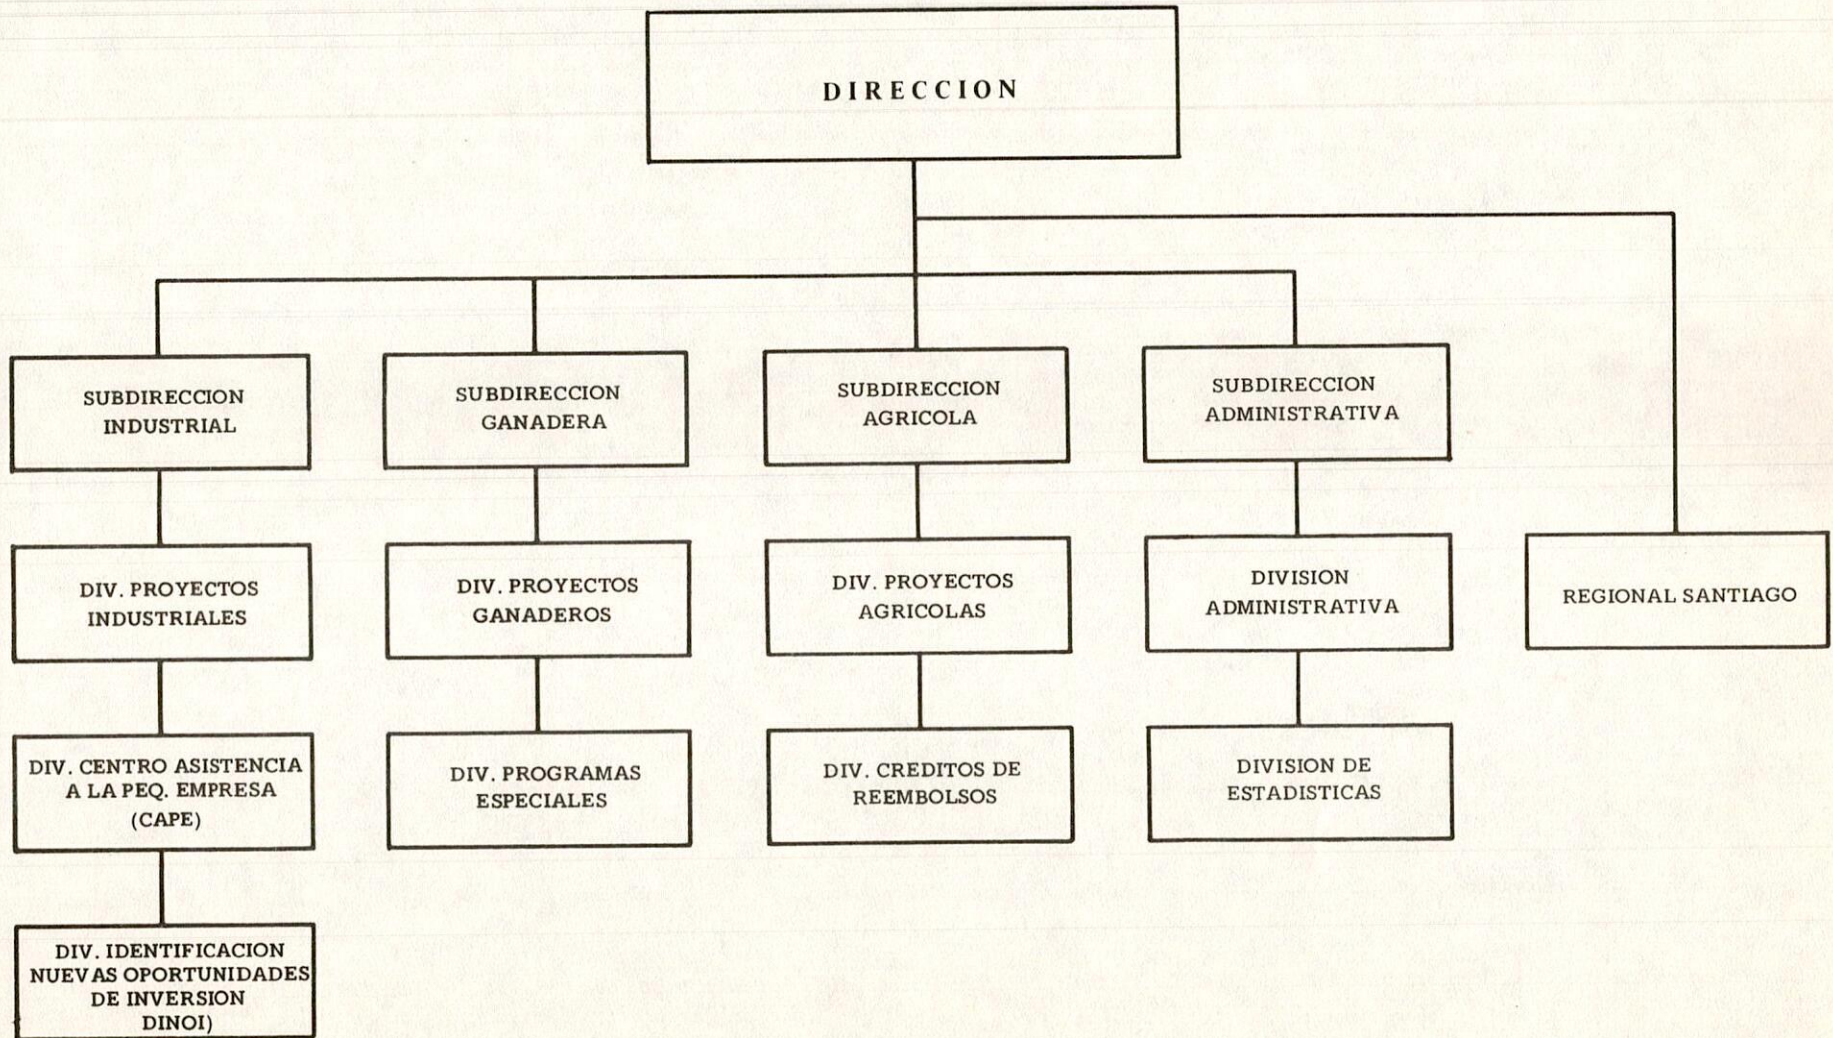 DIRECCION
SUBDIRECCION
INDUSTRIAL
SUBDIRECCION
GANADERA
SUBDIRECCION
AGRICOLA
SUBDIRECCION
ADMINISTRATIVA
DIV. PROYECTOS
INDUSTRIALES
DIV. PROYECTOS
GANADEROS
DIV. PROYECTOS
AGRICOLAS
DIVISION
ADMINISTRATIVA
REGIONAL SANTIAGO
DIV. CENTRO ASISTENCIA
A LA PEQ. EMPRESA
(CAPE)
DIV. PROGRAMAS
ESPECIALES
DIV. CREDITOS DE
REEMBOLSOS
DIVISION DE
ESTADISTICAS
DIV. IDENTIFICACION
NUEVAS OPORTUNIDADES
DE INVERSION
DINOI)